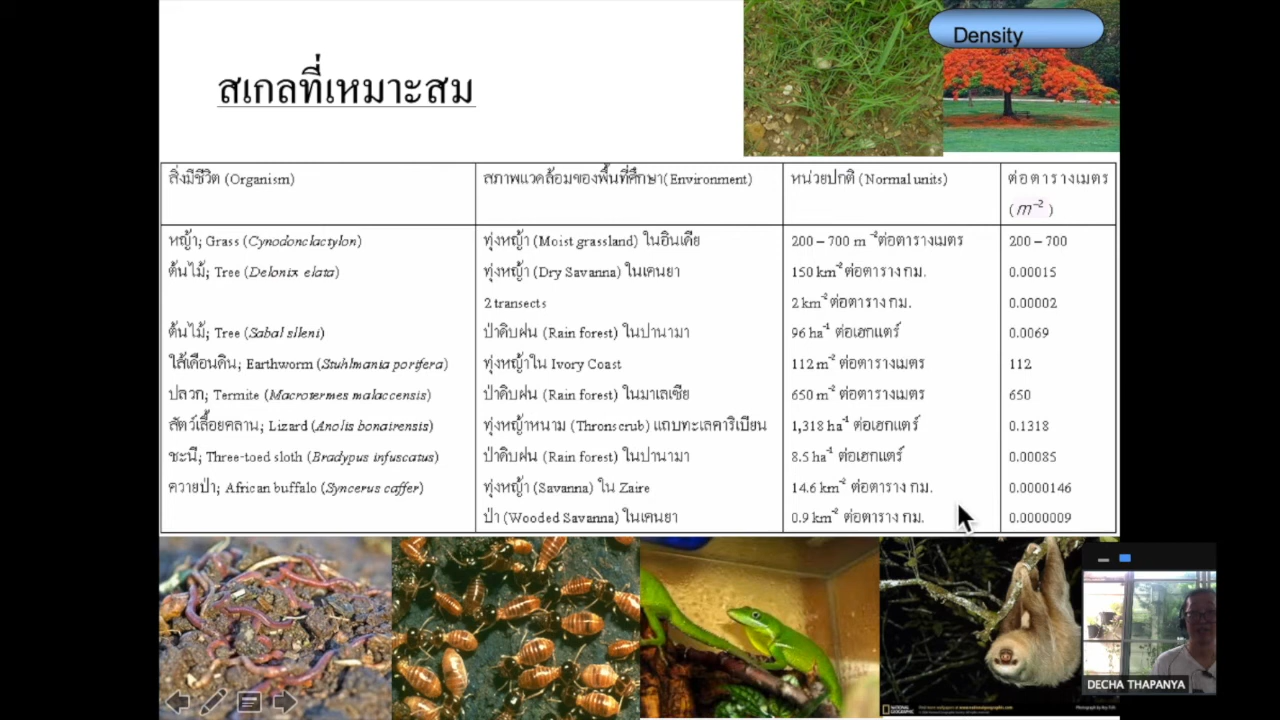 Density
สเกลที่เหมาะสม
สิ่งมีชีวิต (Organism) สภาพแวดล้อมของพื้นที่ศึกษา(Environment) หน่วยปกติ (Normal units) ต่อตารางเมตร
(m⁻²)
หญ้า; Grass (Cynodonclactylon) ทุ่งหญ้า (Moist grassland) ในอินเดีย 200 – 700 m ⁻²ต่อตารางเมตร 200 – 700
ต้นไม้; Tree (Delonix elata) ทุ่งหญ้า (Dry Savanna) ในเคนยา 150 km⁻² ต่อตาราง กม. 0.00015
2 transects 2 km⁻² ต่อตาราง กม. 0.00002
ต้นไม้; Tree (Sabal slleni) ป่าดิบฝน (Rain forest) ในปานามา 96 ha⁻¹ ต่อเฮกแตร์ 0.0069
ใส้เดือนดิน; Earthworm (Stuhlmania porifera) ทุ่งหญ้าใน Ivory Coast 112 m⁻² ต่อตารางเมตร 112
ปลวก; Termite (Macrotermes malaccensis) ป่าดิบฝน (Rain forest) ในมาเลเซีย 650 m⁻² ต่อตารางเมตร 650
สัตว์เลื้อยคลาน; Lizard (Anolis bonairensis) ทุ่งหญ้าหนาม (Thronscrub) แถบทะเลคาริเบียน 1,318 ha⁻¹ ต่อเฮกแตร์ 0.1318
ชะนี; Three-toed sloth (Bradypus infuscatus) ป่าดิบฝน (Rain forest) ในปานามา 8.5 ha⁻¹ ต่อเฮกแตร์ 0.00085
ควายป่า; African buffalo (Syncerus caffer) ทุ่งหญ้า (Savanna) ใน Zaire 14.6 km⁻² ต่อตาราง กม. 0.0000146
ป่า (Wooded Savanna) ในเคนยา 0.9 km⁻² ต่อตาราง กม. 0.0000009
DECHA THAPANYA
NATIONAL
GEOGRAPHIC